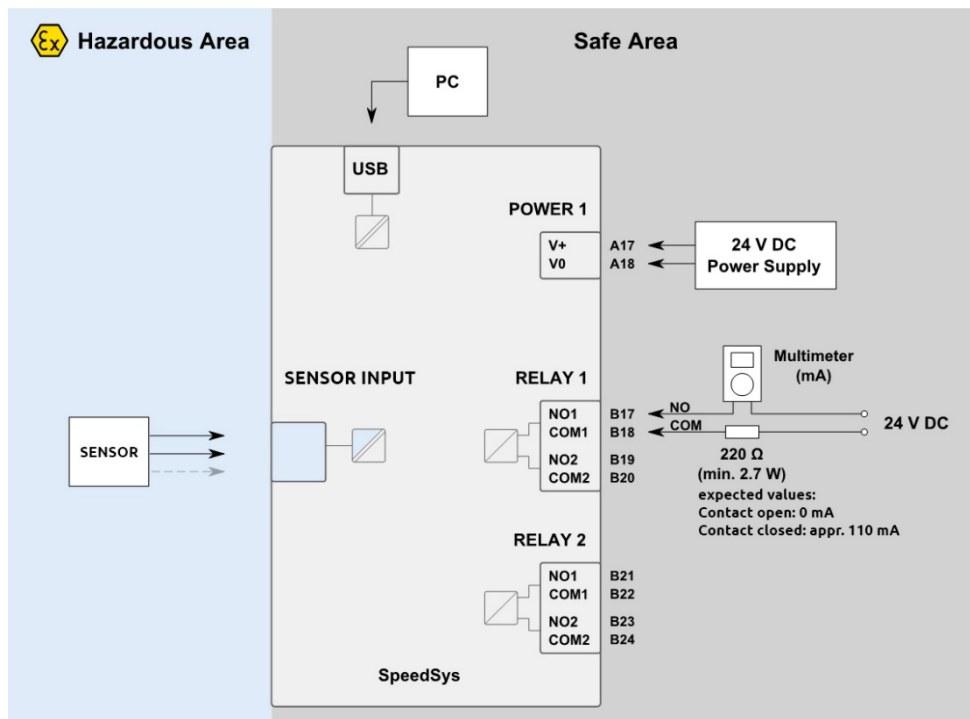 Ex
Hazardous Area
Safe Area
PC
USB
POWER 1
V+ A17
V0 A18
24 V DC
Power Supply
SENSOR INPUT
SENSOR
RELAY 1
NO1 B17 NO
COM1 B18 COM
NO2 B19
COM2 B20
Multimeter
(mA)
24 V DC
220 Ω
(min. 2.7 W)
expected values:
Contact open: 0 mA
Contact closed: appr. 110 mA
RELAY 2
NO1 B21
COM1 B22
NO2 B23
COM2 B24
SpeedSys